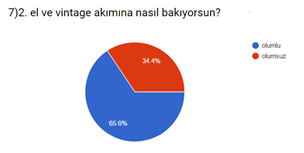 7)2. el ve vintage akımına nasıl bakıyorsun?
olumlu
olumsuz
34.4%
65.6%